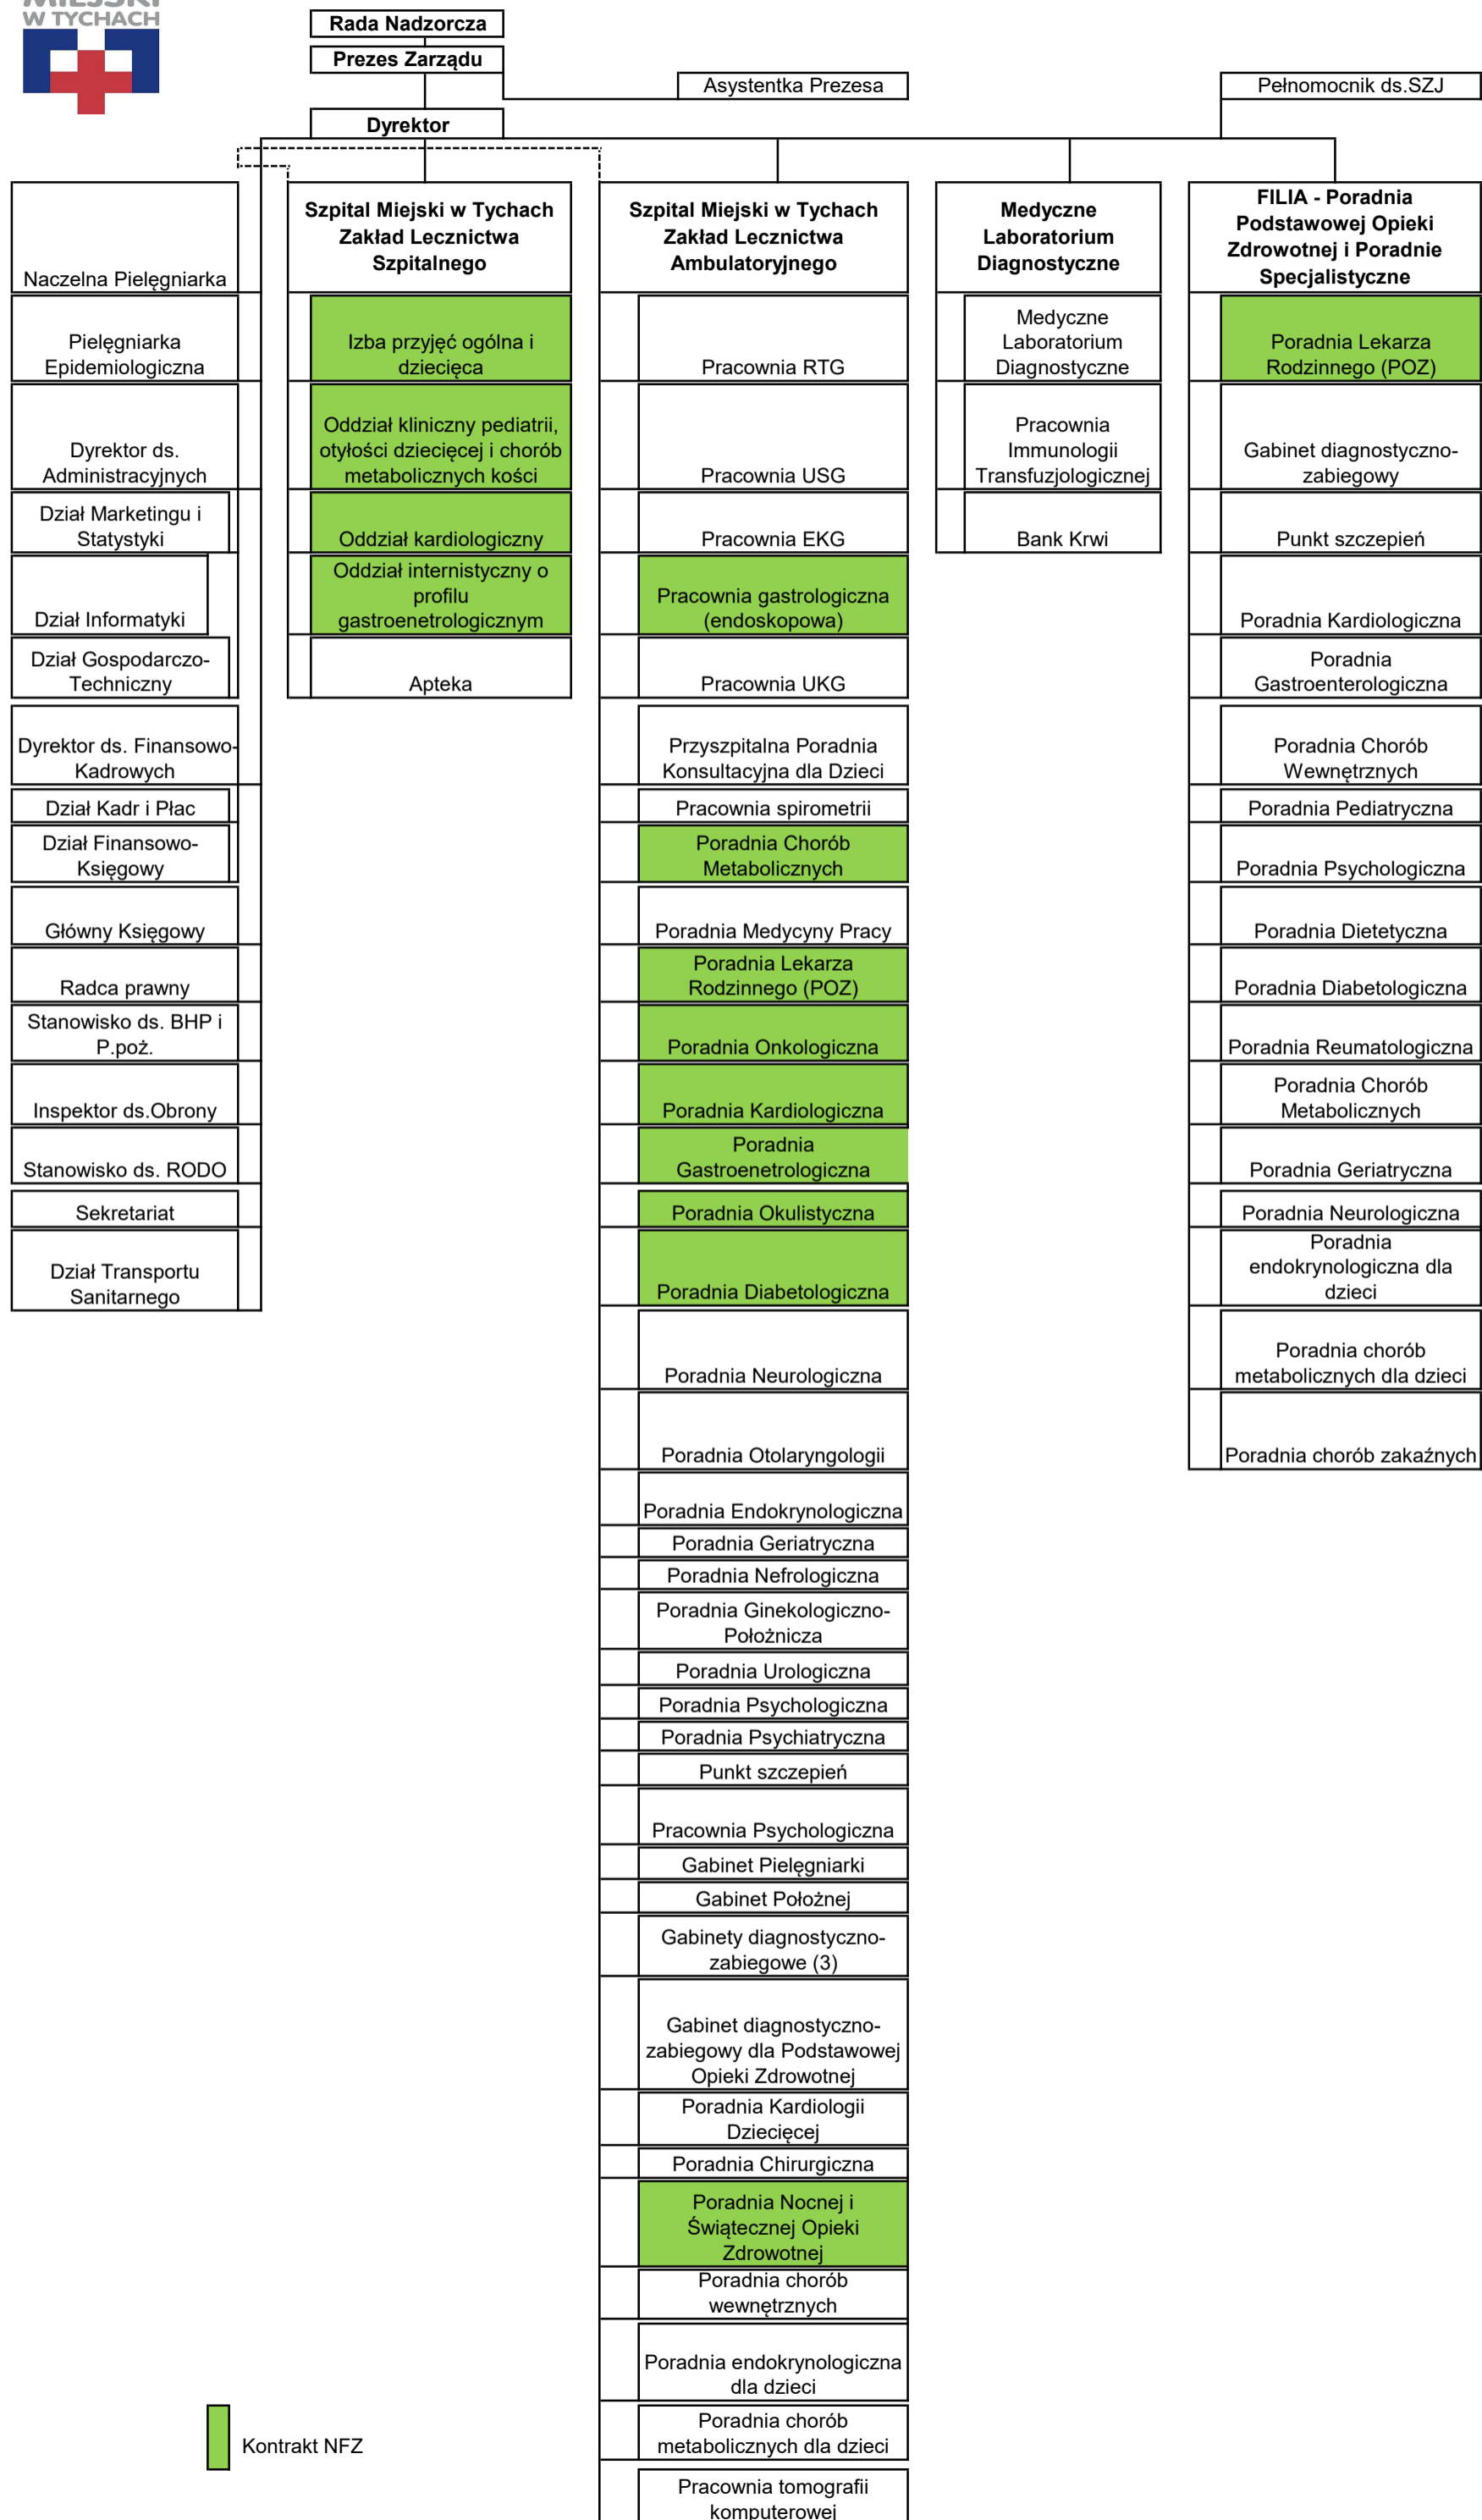 MIEJSKI
W TYCHACH
Rada Nadzorcza
Prezes Zarządu
Asystentka Prezesa
Pełnomocnik ds.SZJ
Dyrektor
Naczelna Pielęgniarka
Pielęgniarka
Epidemiologiczna
Dyrektor ds.
Administracyjnych
Dział Marketingu i
Statystyki
Dział Informatyki
Dział Gospodarczo-
Techniczny
Dyrektor ds. Finansowo-
Kadrowych
Dział Kadr i Płac
Dział Finansowo-
Księgowy
Główny Księgowy
Radca prawny
Stanowisko ds. BHP i
P.poż.
Inspektor ds.Obrony
Stanowisko ds. RODO
Sekretariat
Dział Transportu
Sanitarnego
Szpital Miejski w Tychach
Zakład Lecznictwa
Szpitalnego
Izba przyjęć ogólna i
dziecięca
Oddział kliniczny pediatrii,
otyłości dziecięcej i chorób
metabolicznych kości
Oddział kardiologiczny
Oddział internistyczny o
profilu
gastroenetrologicznym
Apteka
Szpital Miejski w Tychach
Zakład Lecznictwa
Ambulatoryjnego
Pracownia RTG
Pracownia USG
Pracownia EKG
Pracownia gastrologiczna
(endoskopowa)
Pracownia UKG
Przyszpitalna Poradnia
Konsultacyjna dla Dzieci
Pracownia spirometrii
Poradnia Chorób
Metabolicznych
Poradnia Medycyny Pracy
Poradnia Lekarza
Rodzinnego (POZ)
Poradnia Onkologiczna
Poradnia Kardiologiczna
Poradnia
Gastroenetrologiczna
Poradnia Okulistyczna
Poradnia Diabetologiczna
Poradnia Neurologiczna
Poradnia Otolaryngologii
Poradnia Endokrynologiczna
Poradnia Geriatryczna
Poradnia Nefrologiczna
Poradnia Ginekologiczno-
Położnicza
Poradnia Urologiczna
Poradnia Psychologiczna
Poradnia Psychiatryczna
Punkt szczepień
Pracownia Psychologiczna
Gabinet Pielęgniarki
Gabinet Położnej
Gabinety diagnostyczno-
zabiegowe (3)
Gabinet diagnostyczno-
zabiegowy dla Podstawowej
Opieki Zdrowotnej
Poradnia Kardiologii
Dziecięcej
Poradnia Chirurgiczna
Poradnia Nocnej i
Świątecznej Opieki
Zdrowotnej
Poradnia chorób
wewnętrznych
Poradnia endokrynologiczna
dla dzieci
Poradnia chorób
metabolicznych dla dzieci
Pracownia tomografii
komputerowej
Medyczne
Laboratorium
Diagnostyczne
Medyczne
Laboratorium
Diagnostyczne
Pracownia
Immunologii
Transfuzjologicznej
Bank Krwi
FILIA - Poradnia
Podstawowej Opieki
Zdrowotnej i Poradnie
Specjalistyczne
Poradnia Lekarza
Rodzinnego (POZ)
Gabinet diagnostyczno-
zabiegowy
Punkt szczepień
Poradnia Kardiologiczna
Poradnia
Gastroenterologiczna
Poradnia Chorób
Wewnętrznych
Poradnia Pediatryczna
Poradnia Psychologiczna
Poradnia Dietetyczna
Poradnia Diabetologiczna
Poradnia Reumatologiczna
Poradnia Chorób
Metabolicznych
Poradnia Geriatryczna
Poradnia Neurologiczna
Poradnia
endokrynologiczna dla
dzieci
Poradnia chorób
metabolicznych dla dzieci
Poradnia chorób zakaźnych
Kontrakt NFZ